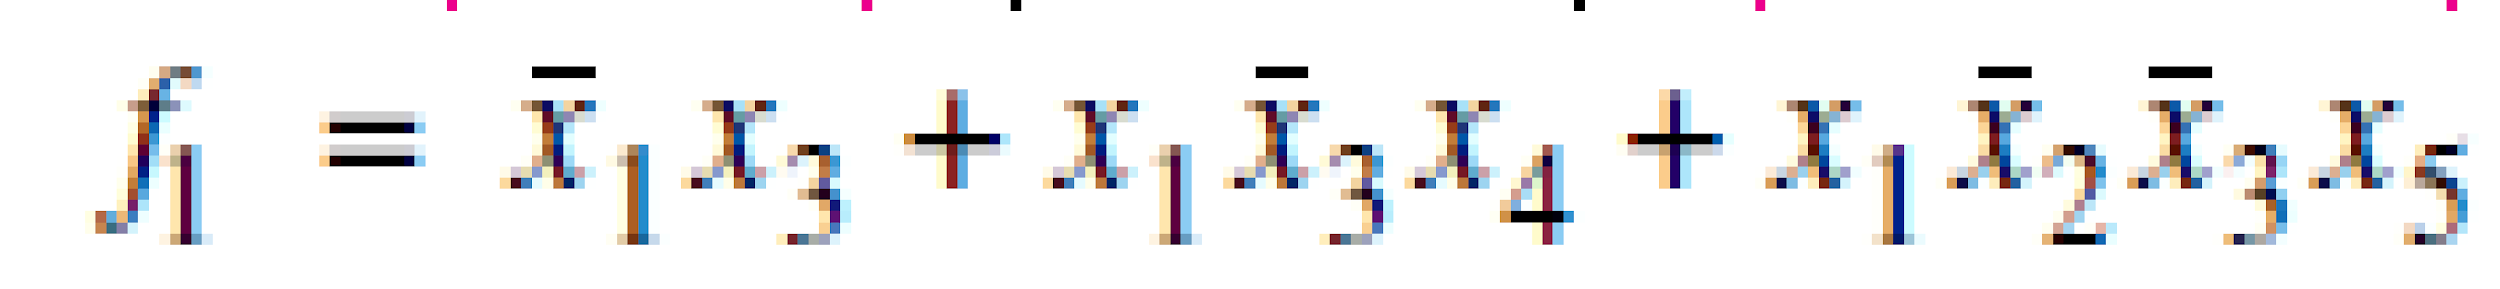 f₁ = x̄₁x₃ + x₁x̄₃x₄ + x₁x̄₂x̄₃x₅